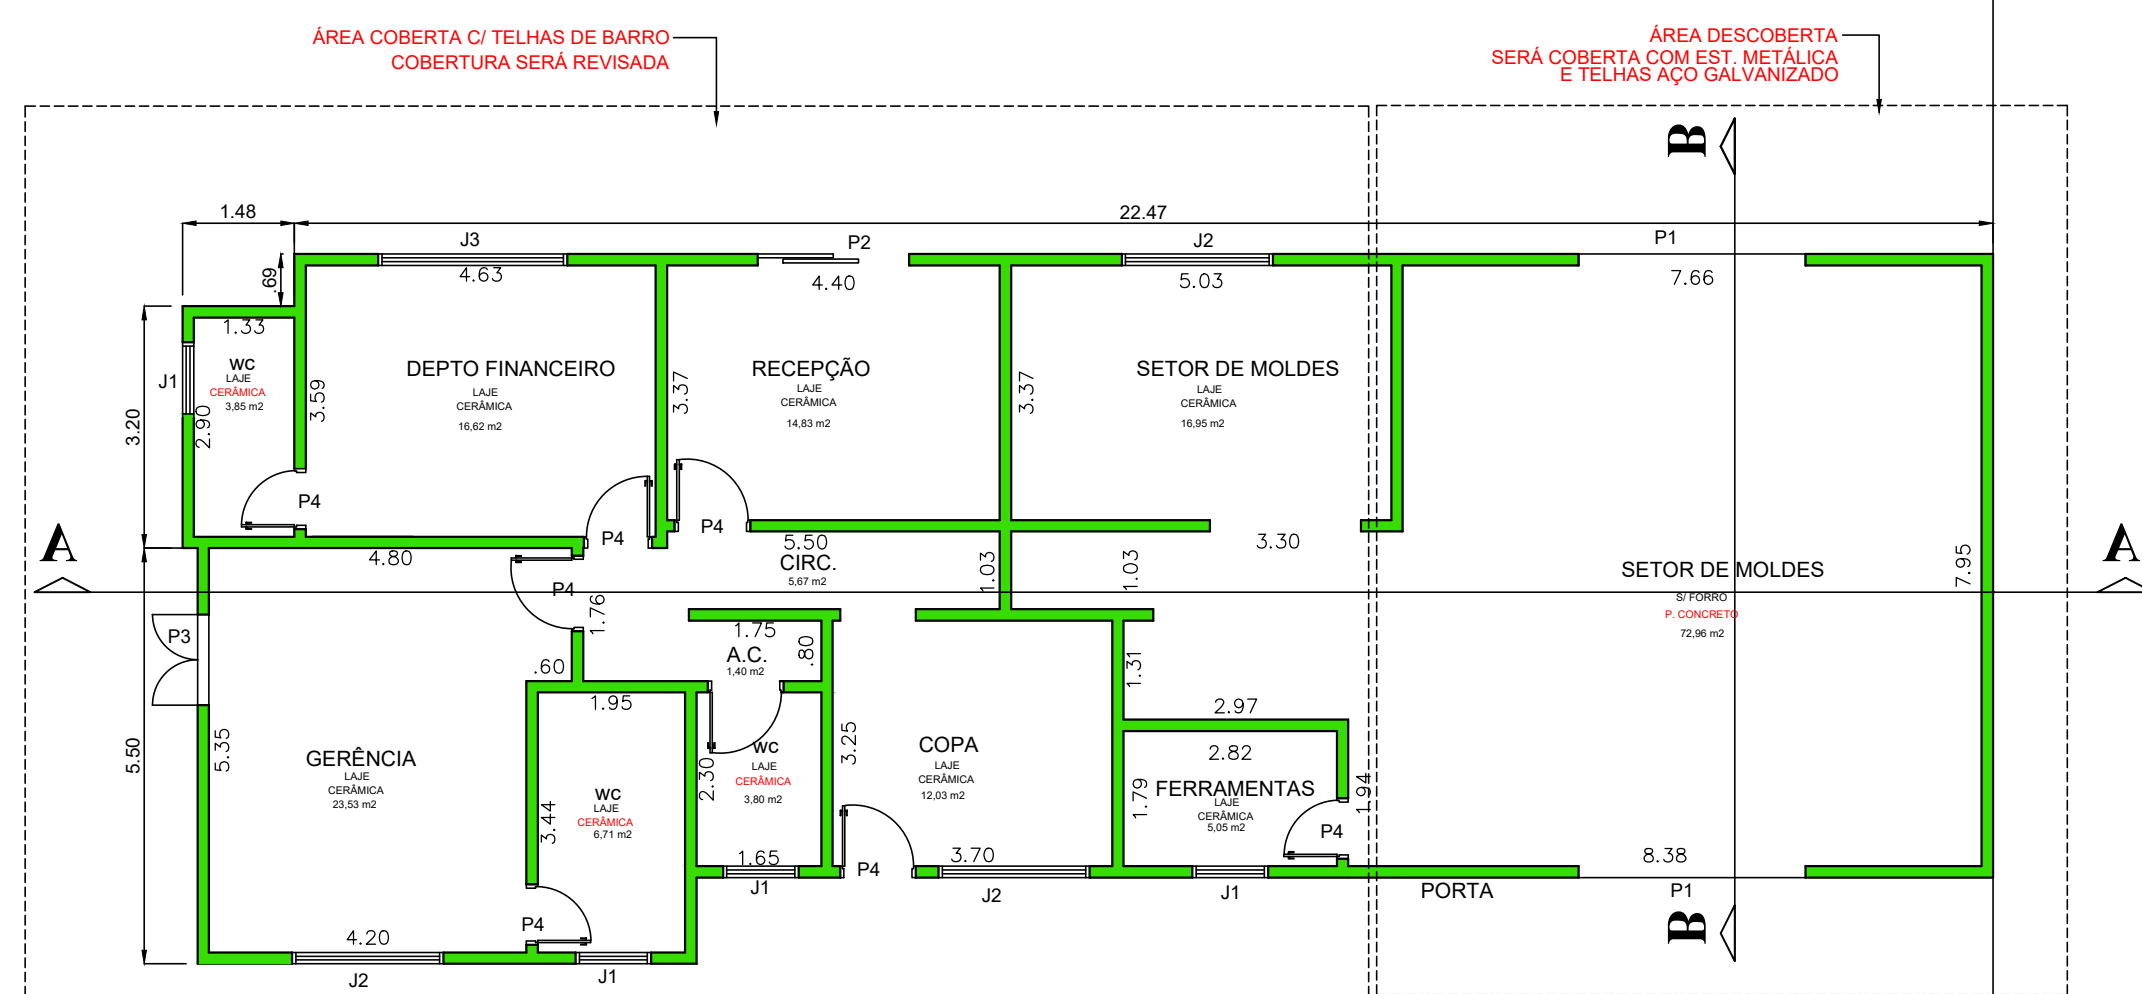 ÁREA COBERTA C/ TELHAS DE BARRO
COBERTURA SERÁ REVISADA
ÁREA DESCOBERTA
SERÁ COBERTA COM EST. METÁLICA
E TELHAS AÇO GALVANIZADO
B
1.48
22.47
J3
P2
J2
P1
.69
4.63
4.40
5.03
7.66
1.33
WC
LAJE
CERÂMICA
3,85 m2
J1
2.90
3.20
3.59
DEPTO FINANCEIRO
LAJE
CERÂMICA
16,62 m2
3.37
RECEPÇÃO
LAJE
CERÂMICA
14,83 m2
3.37
SETOR DE MOLDES
LAJE
CERÂMICA
16,95 m2
P4
P4
P4
A
4.80
5.50
CIRC.
5,67 m2
1.03
1.03
3.30
SETOR DE MOLDES
S/ FORRO
P. CONCRETO
72,96 m2
7.95
A
P4
1.76
P3
1.75
A.C.
1,40 m2
.80
.60
1.31
1.95
2.97
5.50
5.35
GERÊNCIA
LAJE
CERÂMICA
23,53 m2
3.44
WC
LAJE
CERÂMICA
6,71 m2
2.30
WC
LAJE
CERÂMICA
3,80 m2
3.25
COPA
LAJE
CERÂMICA
12,03 m2
2.82
1.79
FERRAMENTAS
LAJE
CERÂMICA
5,05 m2
1.94
P4
1.65
3.70
8.38
P4
J1
J2
J1
PORTA
P1
P4
4.20
B
J2
J1